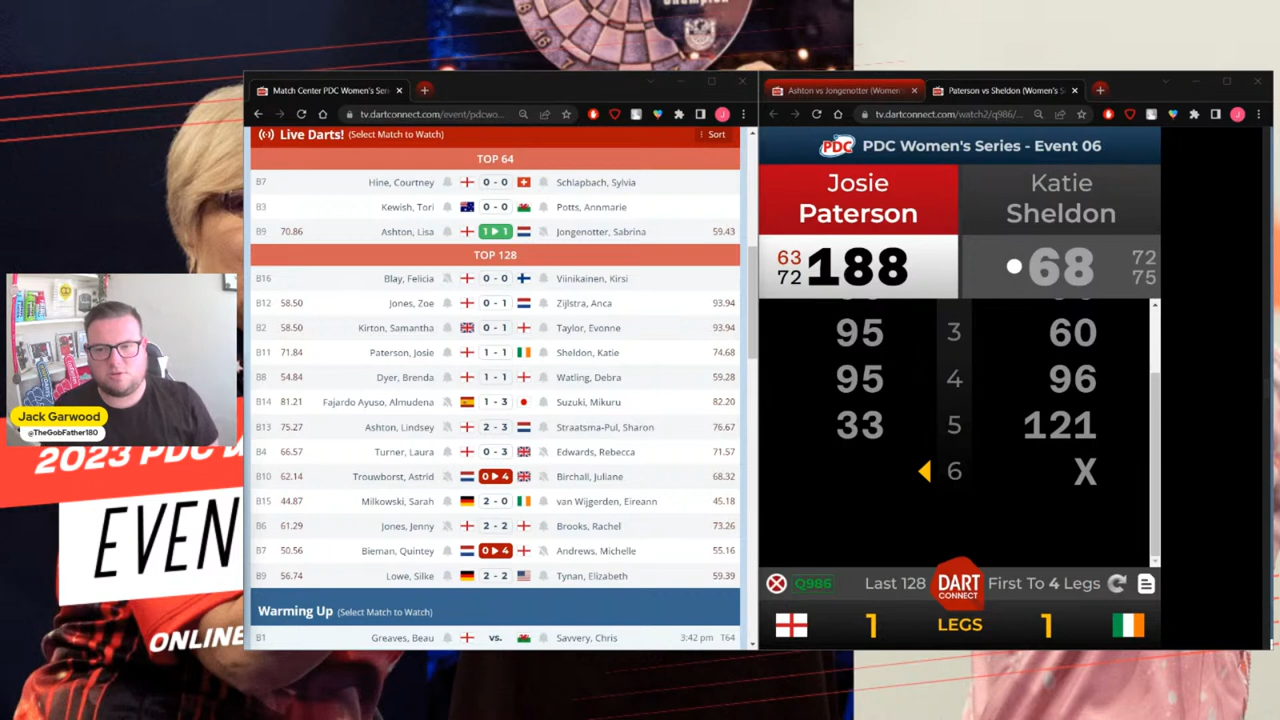 Champion
Match Center PDC Women's Seri
tv.dartconnect.com/event/pdcwo...
Live Darts! (Select Match to Watch)
Sort
TOP 64
B7 Hine, Courtney 0 - 0 Schlapbach, Sylvia
B3 Kewish, Tori 0 - 0 Potts, Annmarie
B9 70.86 Ashton, Lisa 1 1 Jongenotter, Sabrina 59.43
TOP 128
B16 Blay, Felicia 0 - 0 Viinikainen, Kirsi
B12 58.50 Jones, Zoe 0 - 1 Zijlstra, Anca 93.94
B2 58.50 Kirton, Samantha 0 - 1 Taylor, Evonne 93.94
B11 71.84 Paterson, Josie 1 - 1 Sheldon, Katie 74.68
B8 54.84 Dyer, Brenda 1 - 1 Watling, Debra 59.28
B14 81.21 Fajardo Ayuso, Almudena 1 - 3 Suzuki, Mikuru 82.20
B13 75.27 Ashton, Lindsey 2 - 3 Straatsma-Pul, Sharon 76.67
B4 66.57 Turner, Laura 0 - 3 Edwards, Rebecca 71.57
B10 62.14 Trouwborst, Astrid 0 4 Birchall, Juliane 68.32
B15 44.87 Milkowski, Sarah 2 - 0 van Wijgerden, Eireann 45.18
B6 61.29 Jones, Jenny 2 - 2 Brooks, Rachel 73.26
B7 50.56 Bieman, Quintey 0 4 Andrews, Michelle 55.16
B9 56.74 Lowe, Silke 2 - 2 Tynan, Elizabeth 59.39
Warming Up (Select Match to Watch)
B1 Greaves, Beau vs. Savvery, Chris 3:42 pm T64
Ashton vs Jongenotter (Women'
Paterson vs Sheldon (Women's S
tv.dartconnect.com/watch2/q986/...
PDC PDC Women's Series - Event 06
Josie
Paterson
Katie
Sheldon
63
72
188
68
72
75
95 3 60
95 4 96
33 5 121
6 X
Q986 Last 128 DART CONNECT First To 4 Legs
1 LEGS 1
Jack Garwood
@TheGobFather180
2023 PDC W
EVEN
ONLINE